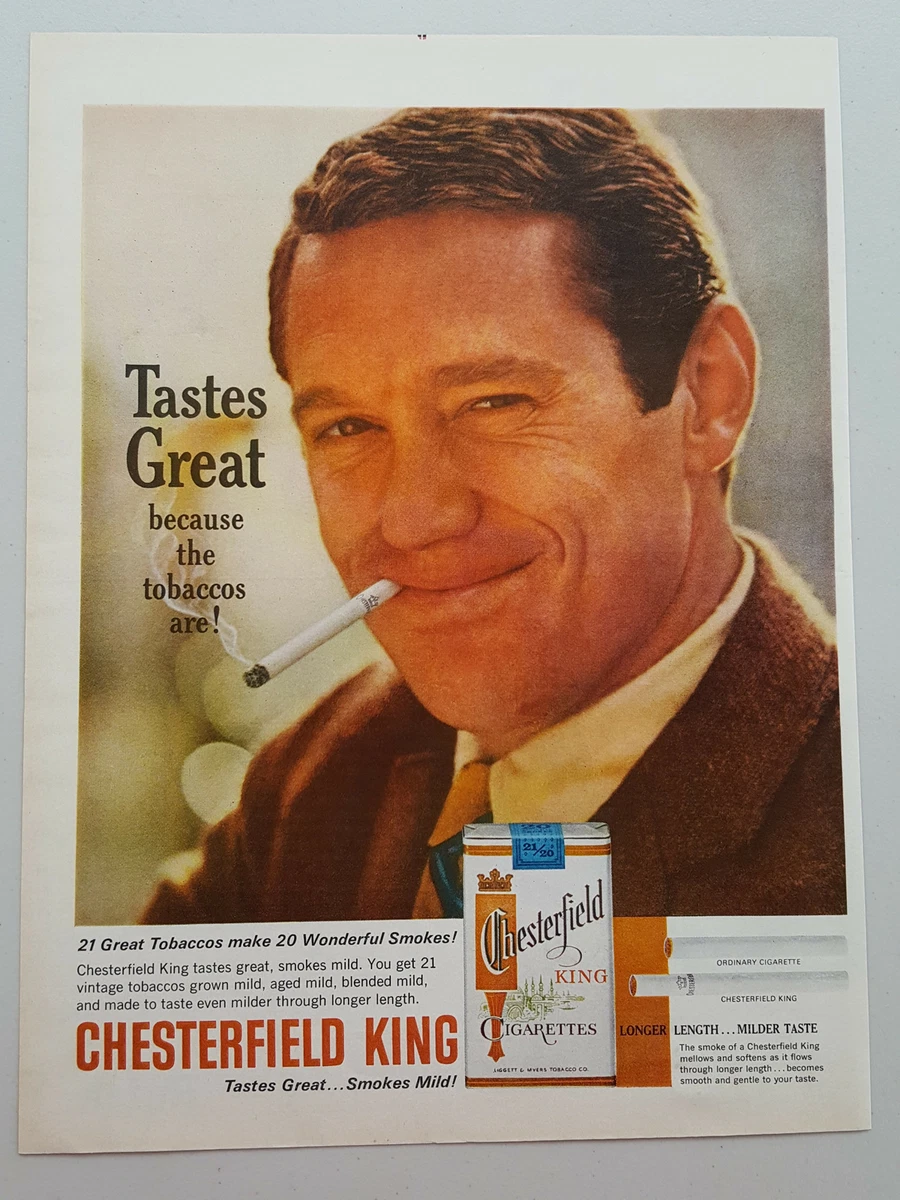 Tastes
Great
because
the
tobaccos
are!
21 Great Tobaccos make 20 Wonderful Smokes!
Chesterfield King tastes great, smokes mild. You get 21
vintage tobaccos grown mild, aged mild, blended mild,
and made to taste even milder through longer length.
CHESTERFIELD KING
Tastes Great...Smokes Mild!
20
21/20
Chesterfield
KING
CIGARETTES
LIGGETT & MYERS TOBACCO CO.
ORDINARY CIGARETTE
CHESTERFIELD KING
LONGER LENGTH...MILDER TASTE
The smoke of a Chesterfield King
mellows and softens as it flows
through longer length...becomes
smooth and gentle to your taste.